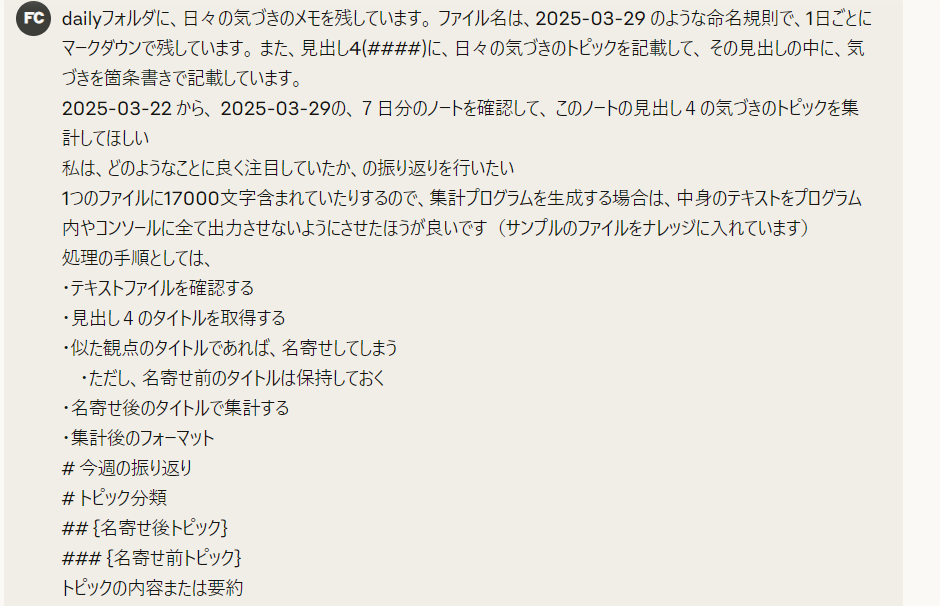 FC
dailyフォルダに、日々の気づきのメモを残しています。 ファイル名は、2025-03-29 のような命名規則で、1日ごとに
マークダウンで残しています。 また、見出し4(####)に、日々の気づきのトピックを記載して、 その見出しの中に、気
づきを箇条書きで記載しています。
2025-03-22 から、 2025-03-29の、 7 日分のノートを確認して、 このノートの見出し 4 の気づきのトピックを集
計してほしい
私は、どのようなことに良く注目していたか、の振り返りを行いたい
1つのファイルに17000文字含まれていたりするので、集計プログラムを生成する場合は、中身のテキストをプログラム
内やコンソールに全て出力させないようにさせたほうが良いです （サンプルのファイルをナレッジに入れています）
処理の手順としては、
・テキストファイルを確認する
・見出し 4 のタイトルを取得する
・似た観点のタイトルであれば、名寄せしてしまう
・ただし、名寄せ前のタイトルは保持しておく
・名寄せ後のタイトルで集計する
・集計後のフォーマット
# 今週の振り返り
# トピック分類
## {名寄せ後トピック}
### {名寄せ前トピック}
トピックの内容または要約